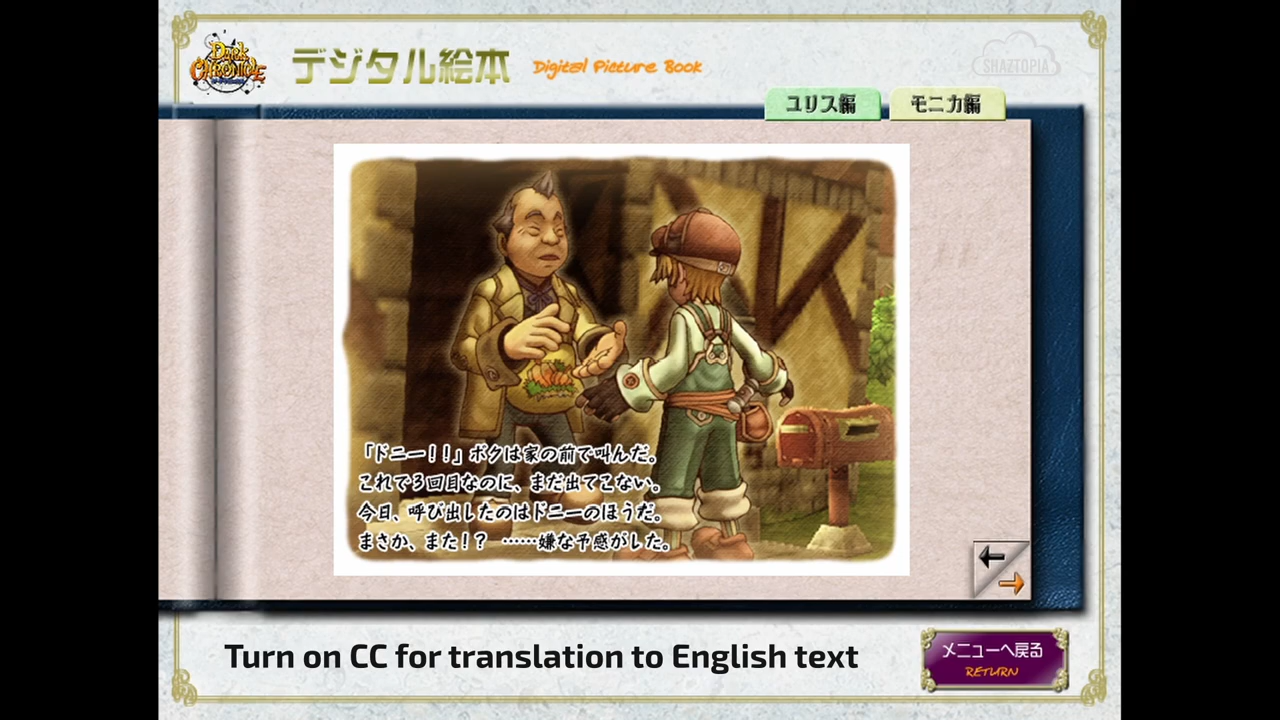 Dark Chronicle
デジタル絵本
Digital Picture Book
SHAZTOPIA
ユリス編
モニカ編
「ドニー!!」ボクは家の前で叫んだ。
これで3回目なのに、まだ出てこない。
今日、呼び出したのはドニーのほうだ。
まさか、また!? ……嫌な予感がした。
Turn on CC for translation to English text
メニューへ戻る
RETURN